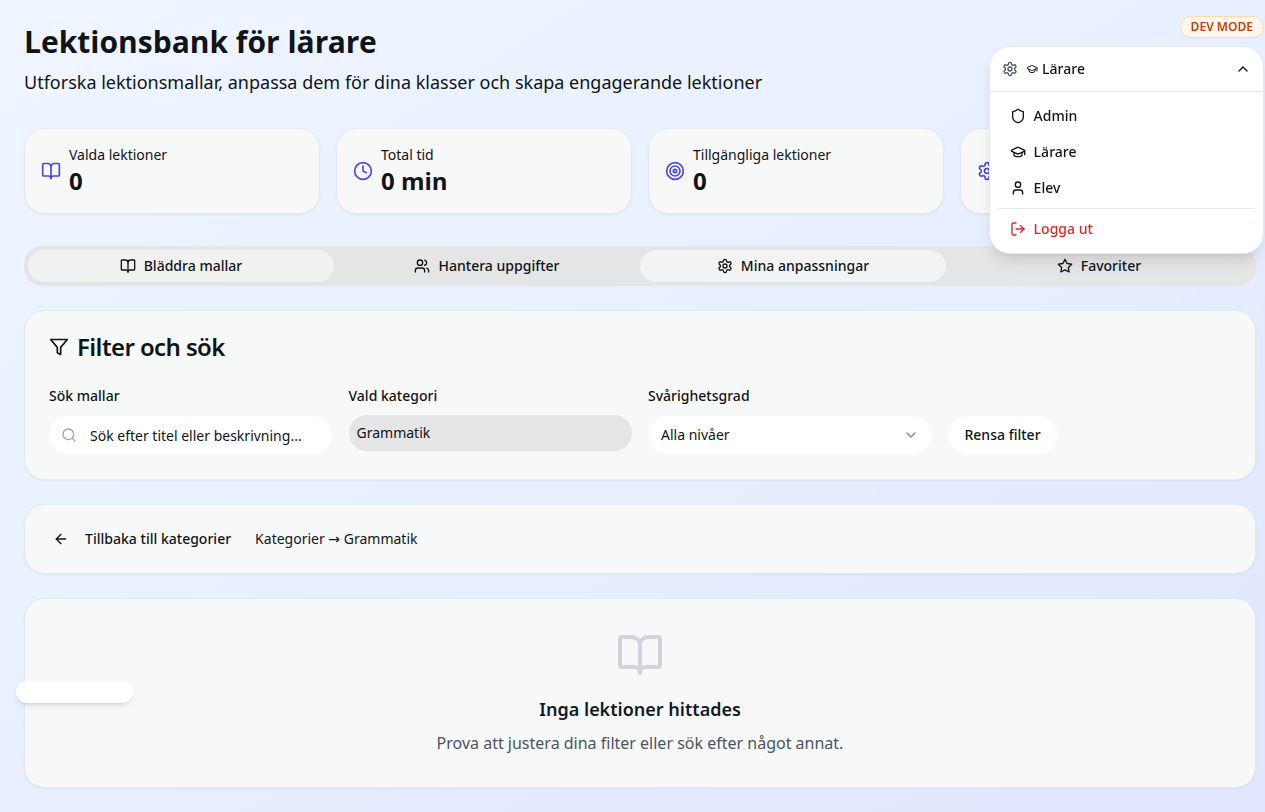 Lektionsbank för lärare
DEV MODE
Utforska lektionsmallar, anpassa dem för dina klasser och skapa engagerande lektioner
Lärare
Admin
Lärare
Elev
Logga ut
Valda lektioner
0
Total tid
0 min
Tillgängliga lektioner
0
Bläddra mallar
Hantera uppgifter
Mina anpassningar
Favoriter
Filter och sök
Sök mallar
Vald kategori
Svårighetsgrad
Sök efter titel eller beskrivning...
Grammatik
Alla nivåer
Rensa filter
Tillbaka till kategorier
Kategorier → Grammatik
Inga lektioner hittades
Prova att justera dina filter eller sök efter något annat.